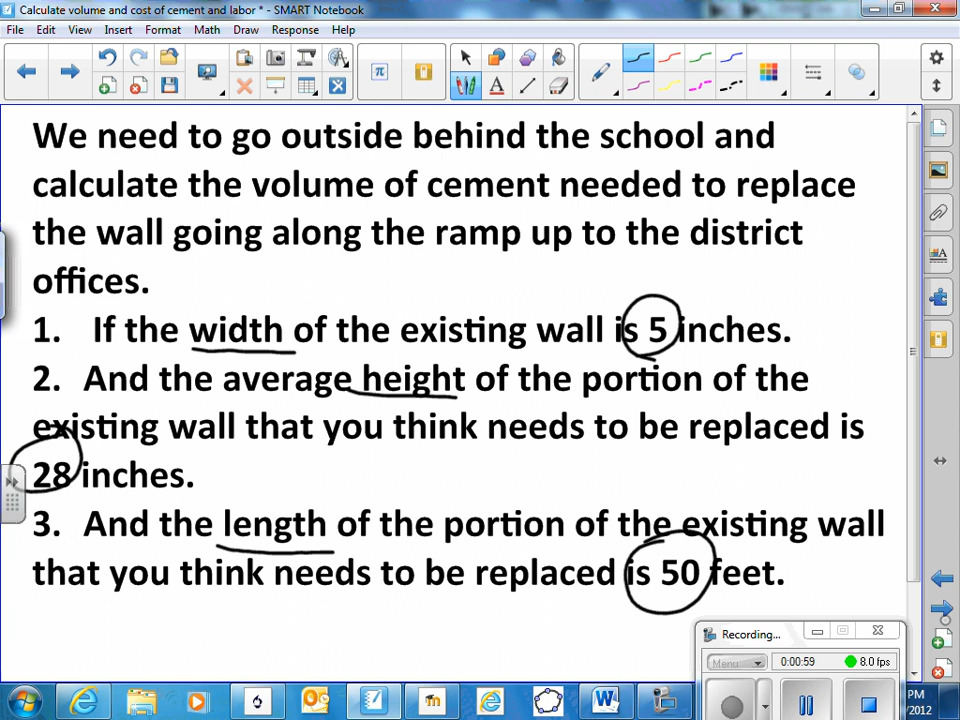 Calculate volume and cost of cement and labor * - SMART Notebook
File Edit View Insert Format Math Draw Response Help
We need to go outside behind the school and
calculate the volume of cement needed to replace
the wall going along the ramp up to the district
offices.
1. If the width of the existing wall is 5 inches.
2. And the average height of the portion of the
existing wall that you think needs to be replaced is
28 inches.
3. And the length of the portion of the existing wall
that you think needs to be replaced is 50 feet.
Recording...
Menu 0:00:59 8.0 fps
PM
/2012